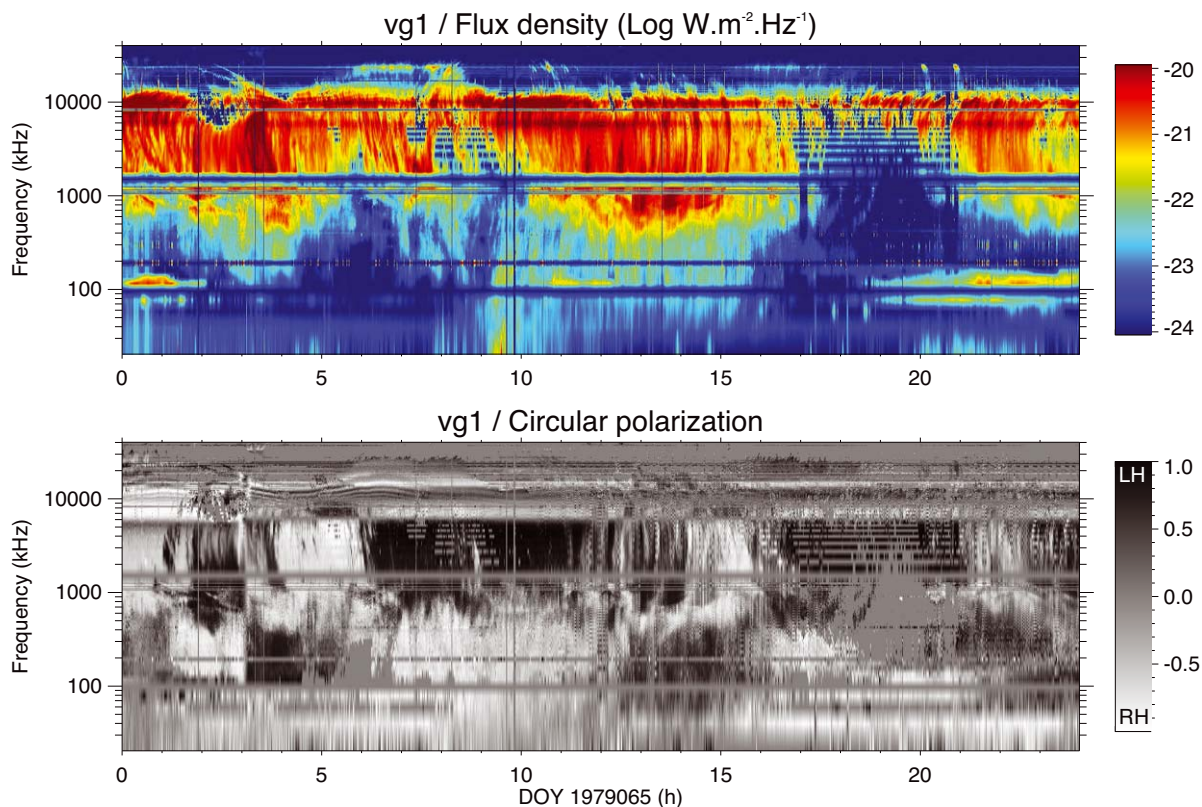 vg1 / Flux density (Log W.m-2.Hz-1)
Frequency (kHz)
10000
1000
100
0 5 10 15 20
-20
-21
-22
-23
-24
vg1 / Circular polarization
Frequency (kHz)
10000
1000
100
0 5 10 15 20
DOY 1979065 (h)
LH
1.0
0.5
0.0
-0.5
RH